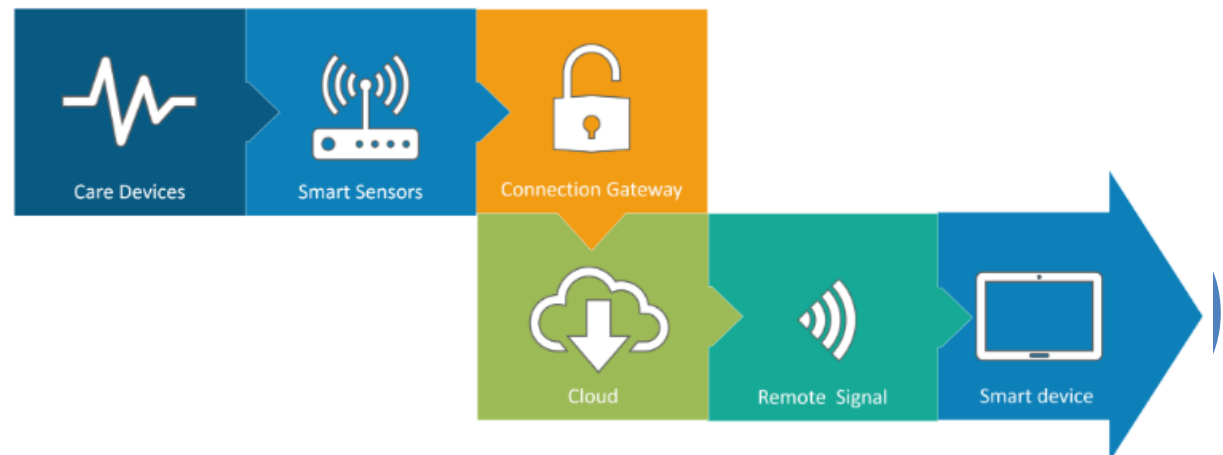 Care Devices
Smart Sensors
Connection Gateway
Cloud
Remote Signal
Smart device